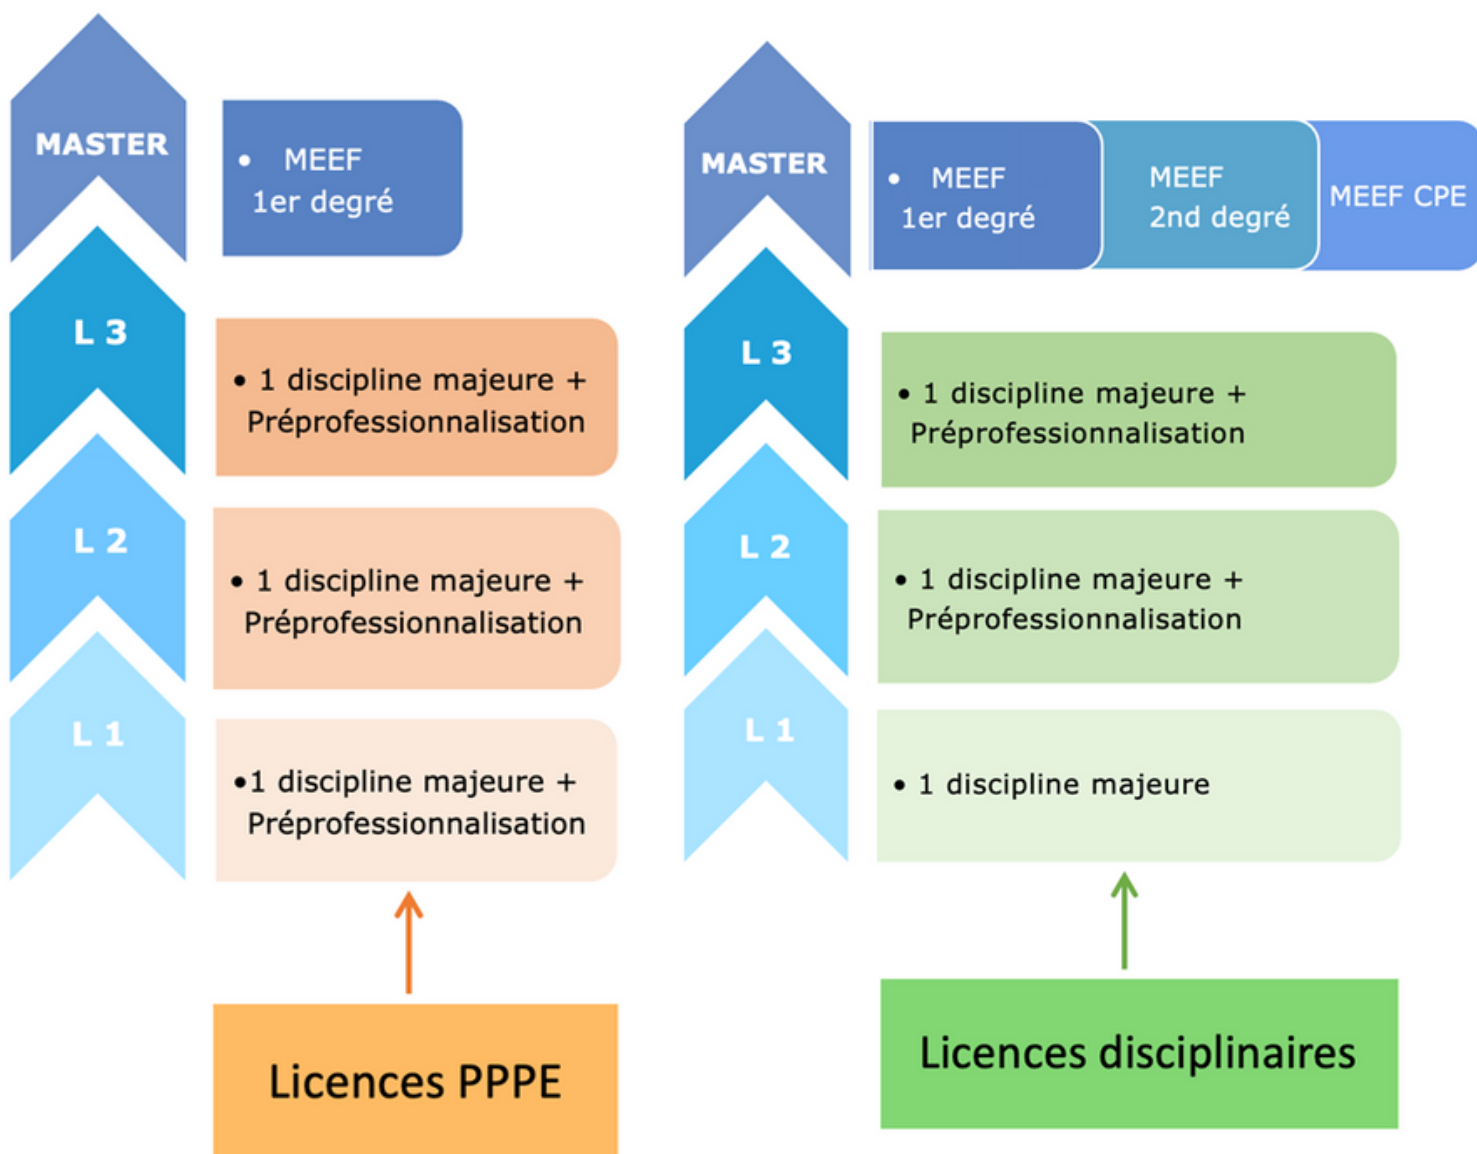 MASTER
• MEEF
1er degré
L 3
• 1 discipline majeure +
Préprofessionnalisation
L 2
• 1 discipline majeure +
Préprofessionnalisation
L 1
•1 discipline majeure +
Préprofessionnalisation
Licences PPPE
MASTER
• MEEF
1er degré
MEEF
2nd degré
MEEF CPE
L 3
• 1 discipline majeure +
Préprofessionnalisation
L 2
• 1 discipline majeure +
Préprofessionnalisation
L 1
• 1 discipline majeure
Licences disciplinaires